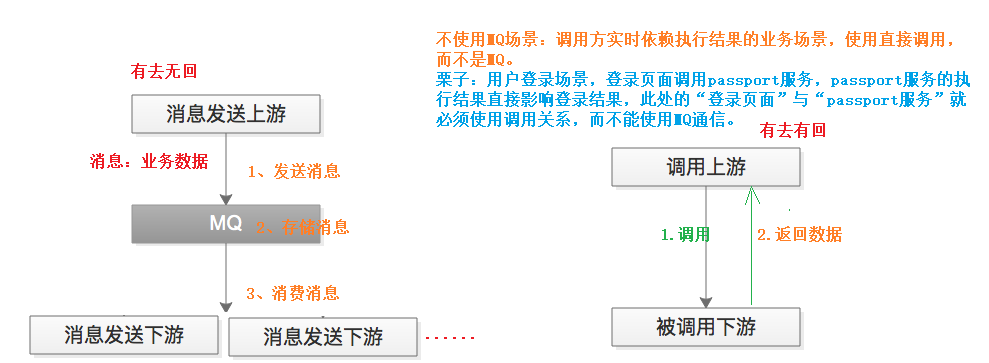 不使用MQ场景：调用方实时依赖执行结果的业务场景，使用直接调用，
而不是MQ。
栗子：用户登录场景，登录页面调用passport服务，passport服务的执
行结果直接影响登录结果，此处的“登录页面”与“passport服务”就
必须使用调用关系，而不能使用MQ通信。
有去无回
消息发送上游
消息：业务数据
1、发送消息
MQ
2、存储消息
3、消费消息
消息发送下游
消息发送下游
......
有去有回
调用上游
1.调用
2.返回数据
被调用下游